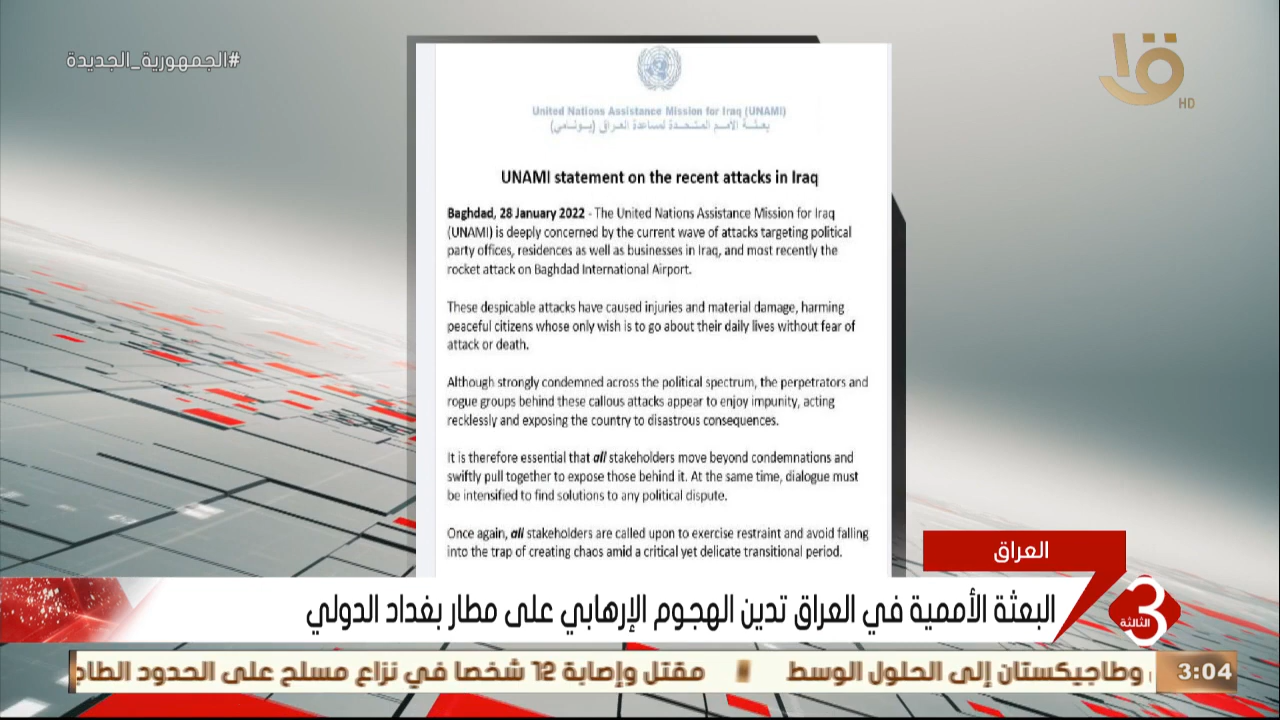 #الجمهورية_الجديدة
HD
United Nations Assistance Mission for Iraq (UNAMI)
بعثة الامم المتحدة لمساعدة العراق (يونامي)
UNAMI statement on the recent attacks in Iraq
Baghdad, 28 January 2022 - The United Nations Assistance Mission for Iraq
(UNAMI) is deeply concerned by the current wave of attacks targeting political
party offices, residences as well as businesses in Iraq, and most recently the
rocket attack on Baghdad International Airport.
These despicable attacks have caused injuries and material damage, harming
peaceful citizens whose only wish is to go about their daily lives without fear of
attack or death.
Although strongly condemned across the political spectrum, the perpetrators and
rogue groups behind these callous attacks appear to enjoy impunity, acting
recklessly and exposing the country to disastrous consequences.
It is therefore essential that all stakeholders move beyond condemnations and
swiftly pull together to expose those behind it. At the same time, dialogue must
be intensified to find solutions to any political dispute.
Once again, all stakeholders are called upon to exercise restraint and avoid falling
into the trap of creating chaos amid a critical yet delicate transitional period.
العراق
البعثة الأممية في العراق تدين الهجوم الإرهابي على مطار بغداد الدولي
3
الثالثة
وطاجيكستان إلى الحلول الوسط
مقتل وإصابة 12 شخصا في نزاع مسلح على الحدود
3:04